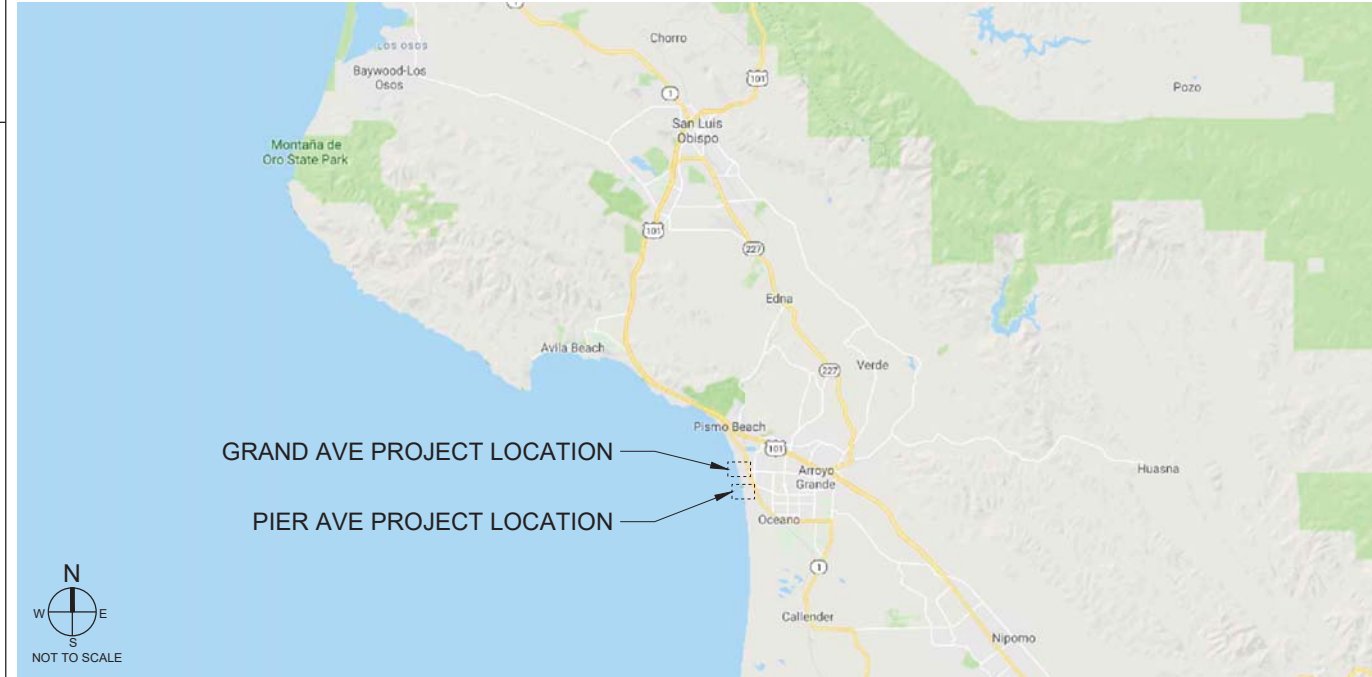 1
Chorro
LOS OSOS
Baywood-Los
Osos
101
Pozo
1
San Luis
Obispo
Montaña de
Oro State Park
101
227
Edna
Avila Beach
Verde
227
Pismo Beach
GRAND AVE PROJECT LOCATION
101
Arroyo
Grande
Huasna
PIER AVE PROJECT LOCATION
Oceano
1
N
W
E
S
NOT TO SCALE
Callender
Nipomo